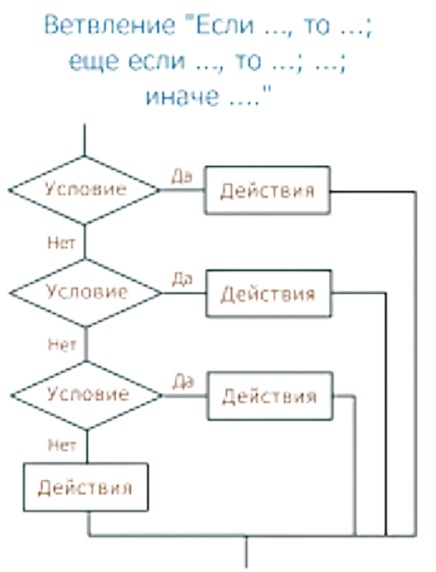 Ветвление "Если ..., то ...;
еще если ..., то ...; ...;
иначе ...."
Условие
Да
Действия
Нет
Условие
Да
Действия
Нет
Условие
Да
Действия
Нет
Действия